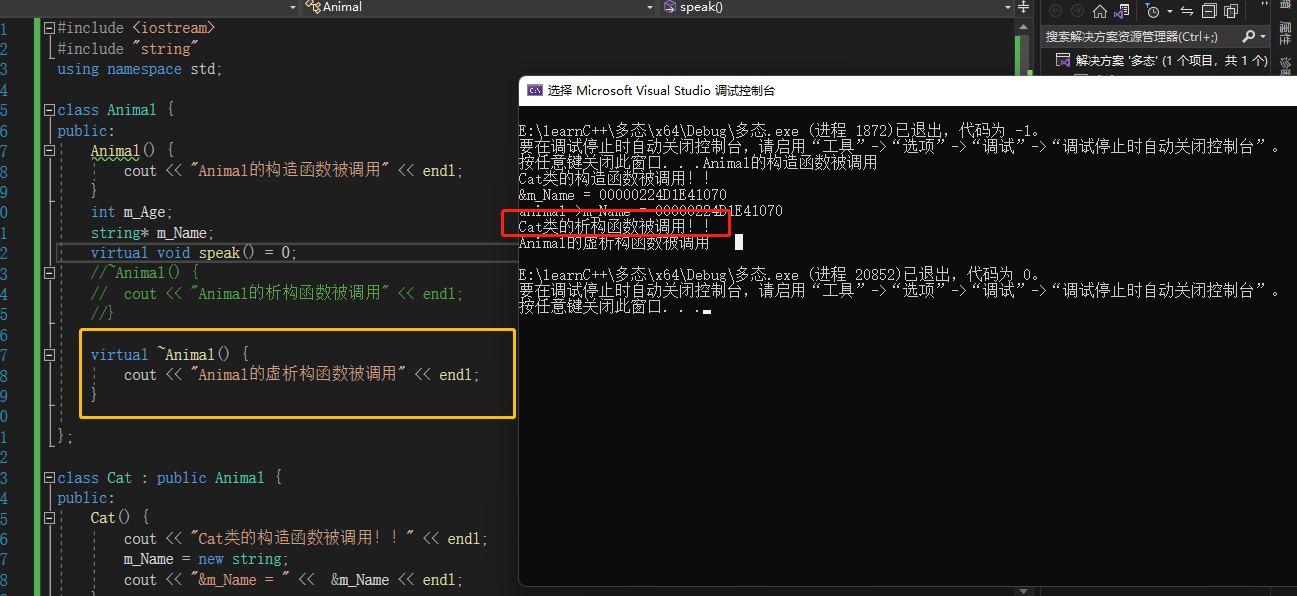 Animal
speak()
搜索解决方案资源管理器(Ctrl+;)
解决方案 '多态' (1 个项目，共 1 个)
1 #include <iostream>
2 #include "string"
3 using namespace std;
4
5 class Animal {
6 public:
7 Animal() {
8 cout << "Animal的构造函数被调用" << endl;
9 }
0 int m_Age;
1 string* m_Name;
2 virtual void speak() = 0;
3 //~Animal() {
4 // cout << "Animal的析构函数被调用" << endl;
5 //}
6
7 virtual ~Animal() {
8 cout << "Animal的虚析构函数被调用" << endl;
9 }
0
1 };
2
3 class Cat : public Animal {
4 public:
5 Cat() {
6 cout << "Cat类的构造函数被调用！！" << endl;
7 m_Name = new string;
8 cout << "&m_Name = " << &m_Name << endl;
选择 Microsoft Visual Studio 调试控制台
E:\learnC++\多态\x64\Debug\多态.exe (进程 1872)已退出，代码为 -1。
要在调试停止时自动关闭控制台，请启用“工具”->“选项”->“调试”->“调试停止时自动关闭控制台”。
按任意键关闭此窗口. . .Animal的构造函数被调用
Cat类的构造函数被调用！！
&m_Name = 00000224D1E41070
animal->m_Name = 00000224D1E41070
Cat类的析构函数被调用！！
Animal的虚析构函数被调用
E:\learnC++\多态\x64\Debug\多态.exe (进程 20852)已退出，代码为 0。
要在调试停止时自动关闭控制台，请启用“工具”->“选项”->“调试”->“调试停止时自动关闭控制台”。
按任意键关闭此窗口. . .